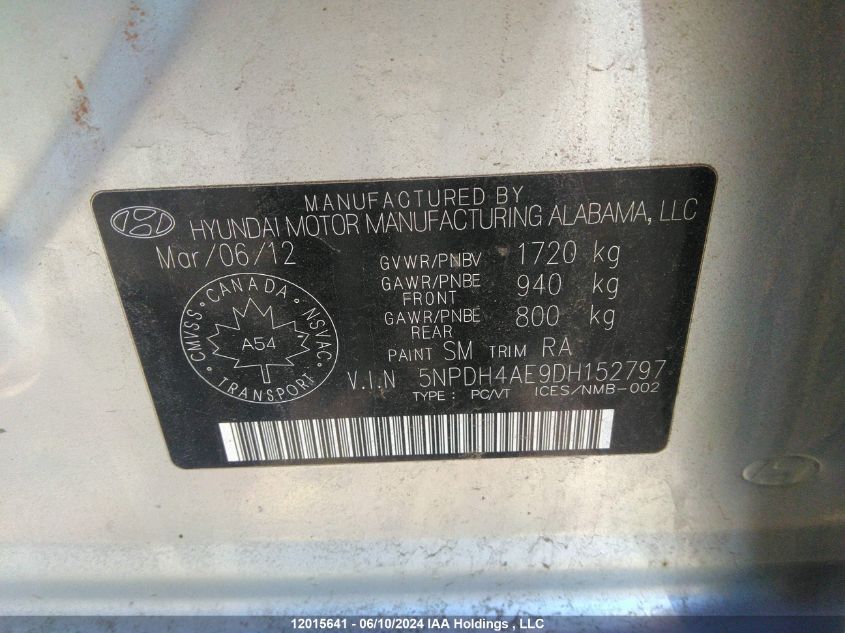 MANUFACTURED BY
HYUNDAI MOTOR MANUFACTURING ALABAMA, LLC
Mar/06/12
GVWR/PNBV 1720 kg
GAWR/PNBE FRONT 940 kg
GAWR/PNBE REAR 800 kg
CMVSS · CANADA · NSVAC · TRANSPORT
A54
PAINT SM TRIM RA
V.I.N 5NPDH4AE9DH152797
TYPE : PC/VT ICES/NMB-002
12015641 - 06/10/2024 IAA Holdings , LLC